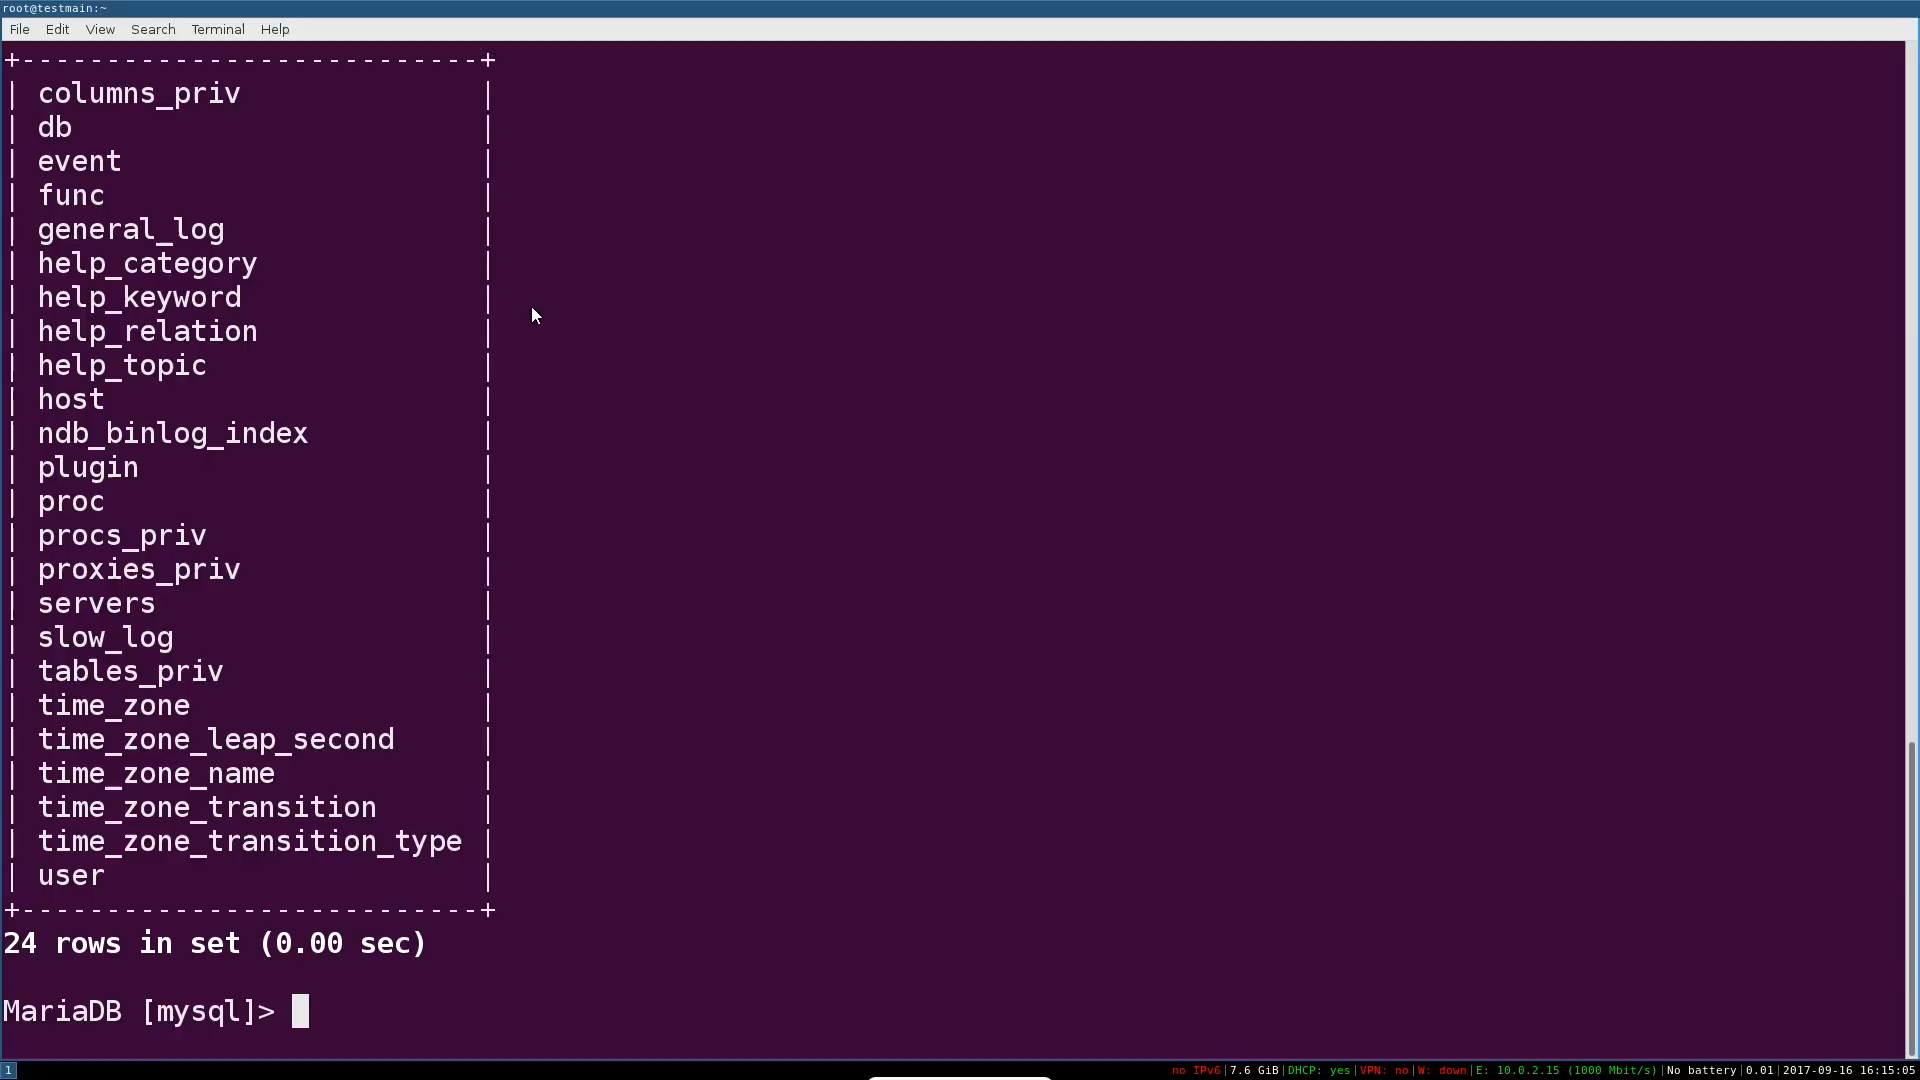 root@testmain:~
File Edit View Search Terminal Help
+---------------------------+
| columns_priv              |
| db                        |
| event                     |
| func                      |
| general_log               |
| help_category             |
| help_keyword              |
| help_relation             |
| help_topic                |
| host                      |
| ndb_binlog_index          |
| plugin                    |
| proc                      |
| procs_priv                |
| proxies_priv              |
| servers                   |
| slow_log                  |
| tables_priv               |
| time_zone                 |
| time_zone_leap_second     |
| time_zone_name            |
| time_zone_transition      |
| time_zone_transition_type |
| user                      |
+---------------------------+
24 rows in set (0.00 sec)
MariaDB [mysql]>
1 no IPv6|7.6 GiB|DHCP: yes|VPN: no|W: down|E: 10.0.2.15 (1000 Mbit/s)|No battery|0.01|2017-09-16 16:15:05